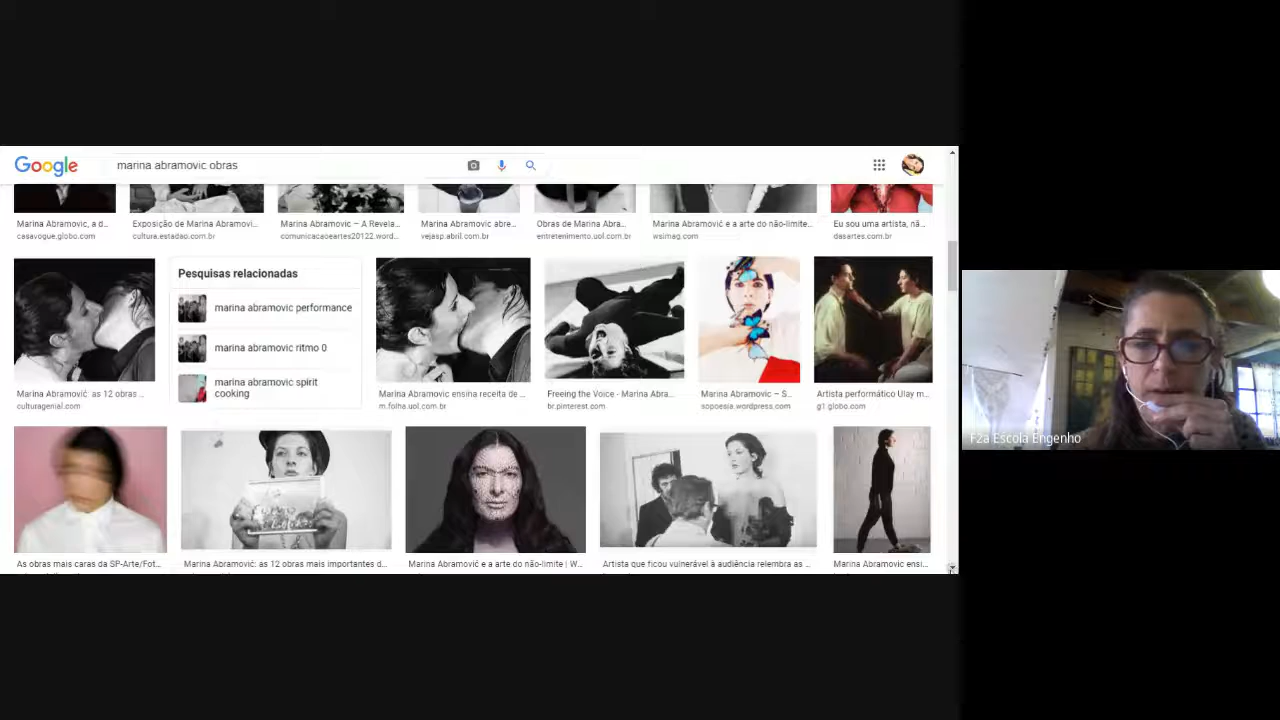 Google
marina abramovic obras
Marina Abramovic, a d...
Exposição de Marina Abramovi...
Marina Abramovic – A Revela...
Marina Abramovic abre...
Obras de Marina Abra...
Marina Abramović e a arte do não-limite...
Eu sou uma artista, nã...
casavogue.globo.com
cultura.estadao.com.br
comunicacaoeartes20122.word...
vejasp.abril.com.br
entretenimento.uol.com.br
wsimag.com
dasartes.com.br
Pesquisas relacionadas
marina abramovic performance
marina abramovic ritmo 0
marina abramovic spirit
cooking
Marina Abramović: as 12 obras ...
Marina Abramovic ensina receita de ...
Freeing the Voice - Marina Abra...
Marina Abramovic – S...
Artista performático Ulay m...
culturagenial.com
m.folha.uol.com.br
br.pinterest.com
sopoesia.wordpress.com
g1.globo.com
As obras mais caras da SP-Arte/Fot...
Marina Abramović: as 12 obras mais importantes d...
Marina Abramović e a arte do não-limite | W...
Artista que ficou vulnerável à audiência relembra as ...
Marina Abramovic ensi...
F2a Escola Engenho